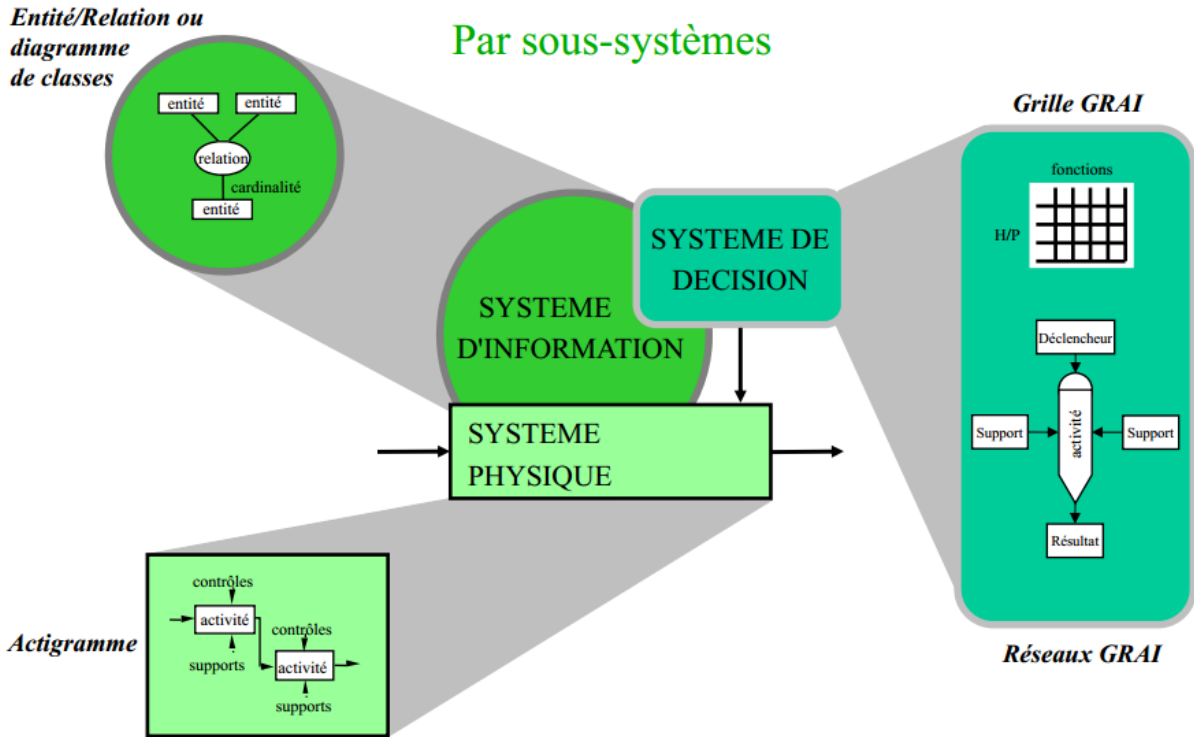 Entité/Relation ou
diagramme
de classes
Par sous-systèmes
entité
entité
relation
cardinalité
entité
Grille GRAI
fonctions
H/P
SYSTEME DE
DECISION
SYSTEME
D'INFORMATION
Déclencheur
Support
activité
Support
Résultat
SYSTEME
PHYSIQUE
contrôles
activité
contrôles
supports
activité
supports
Actigramme
Réseaux GRAI